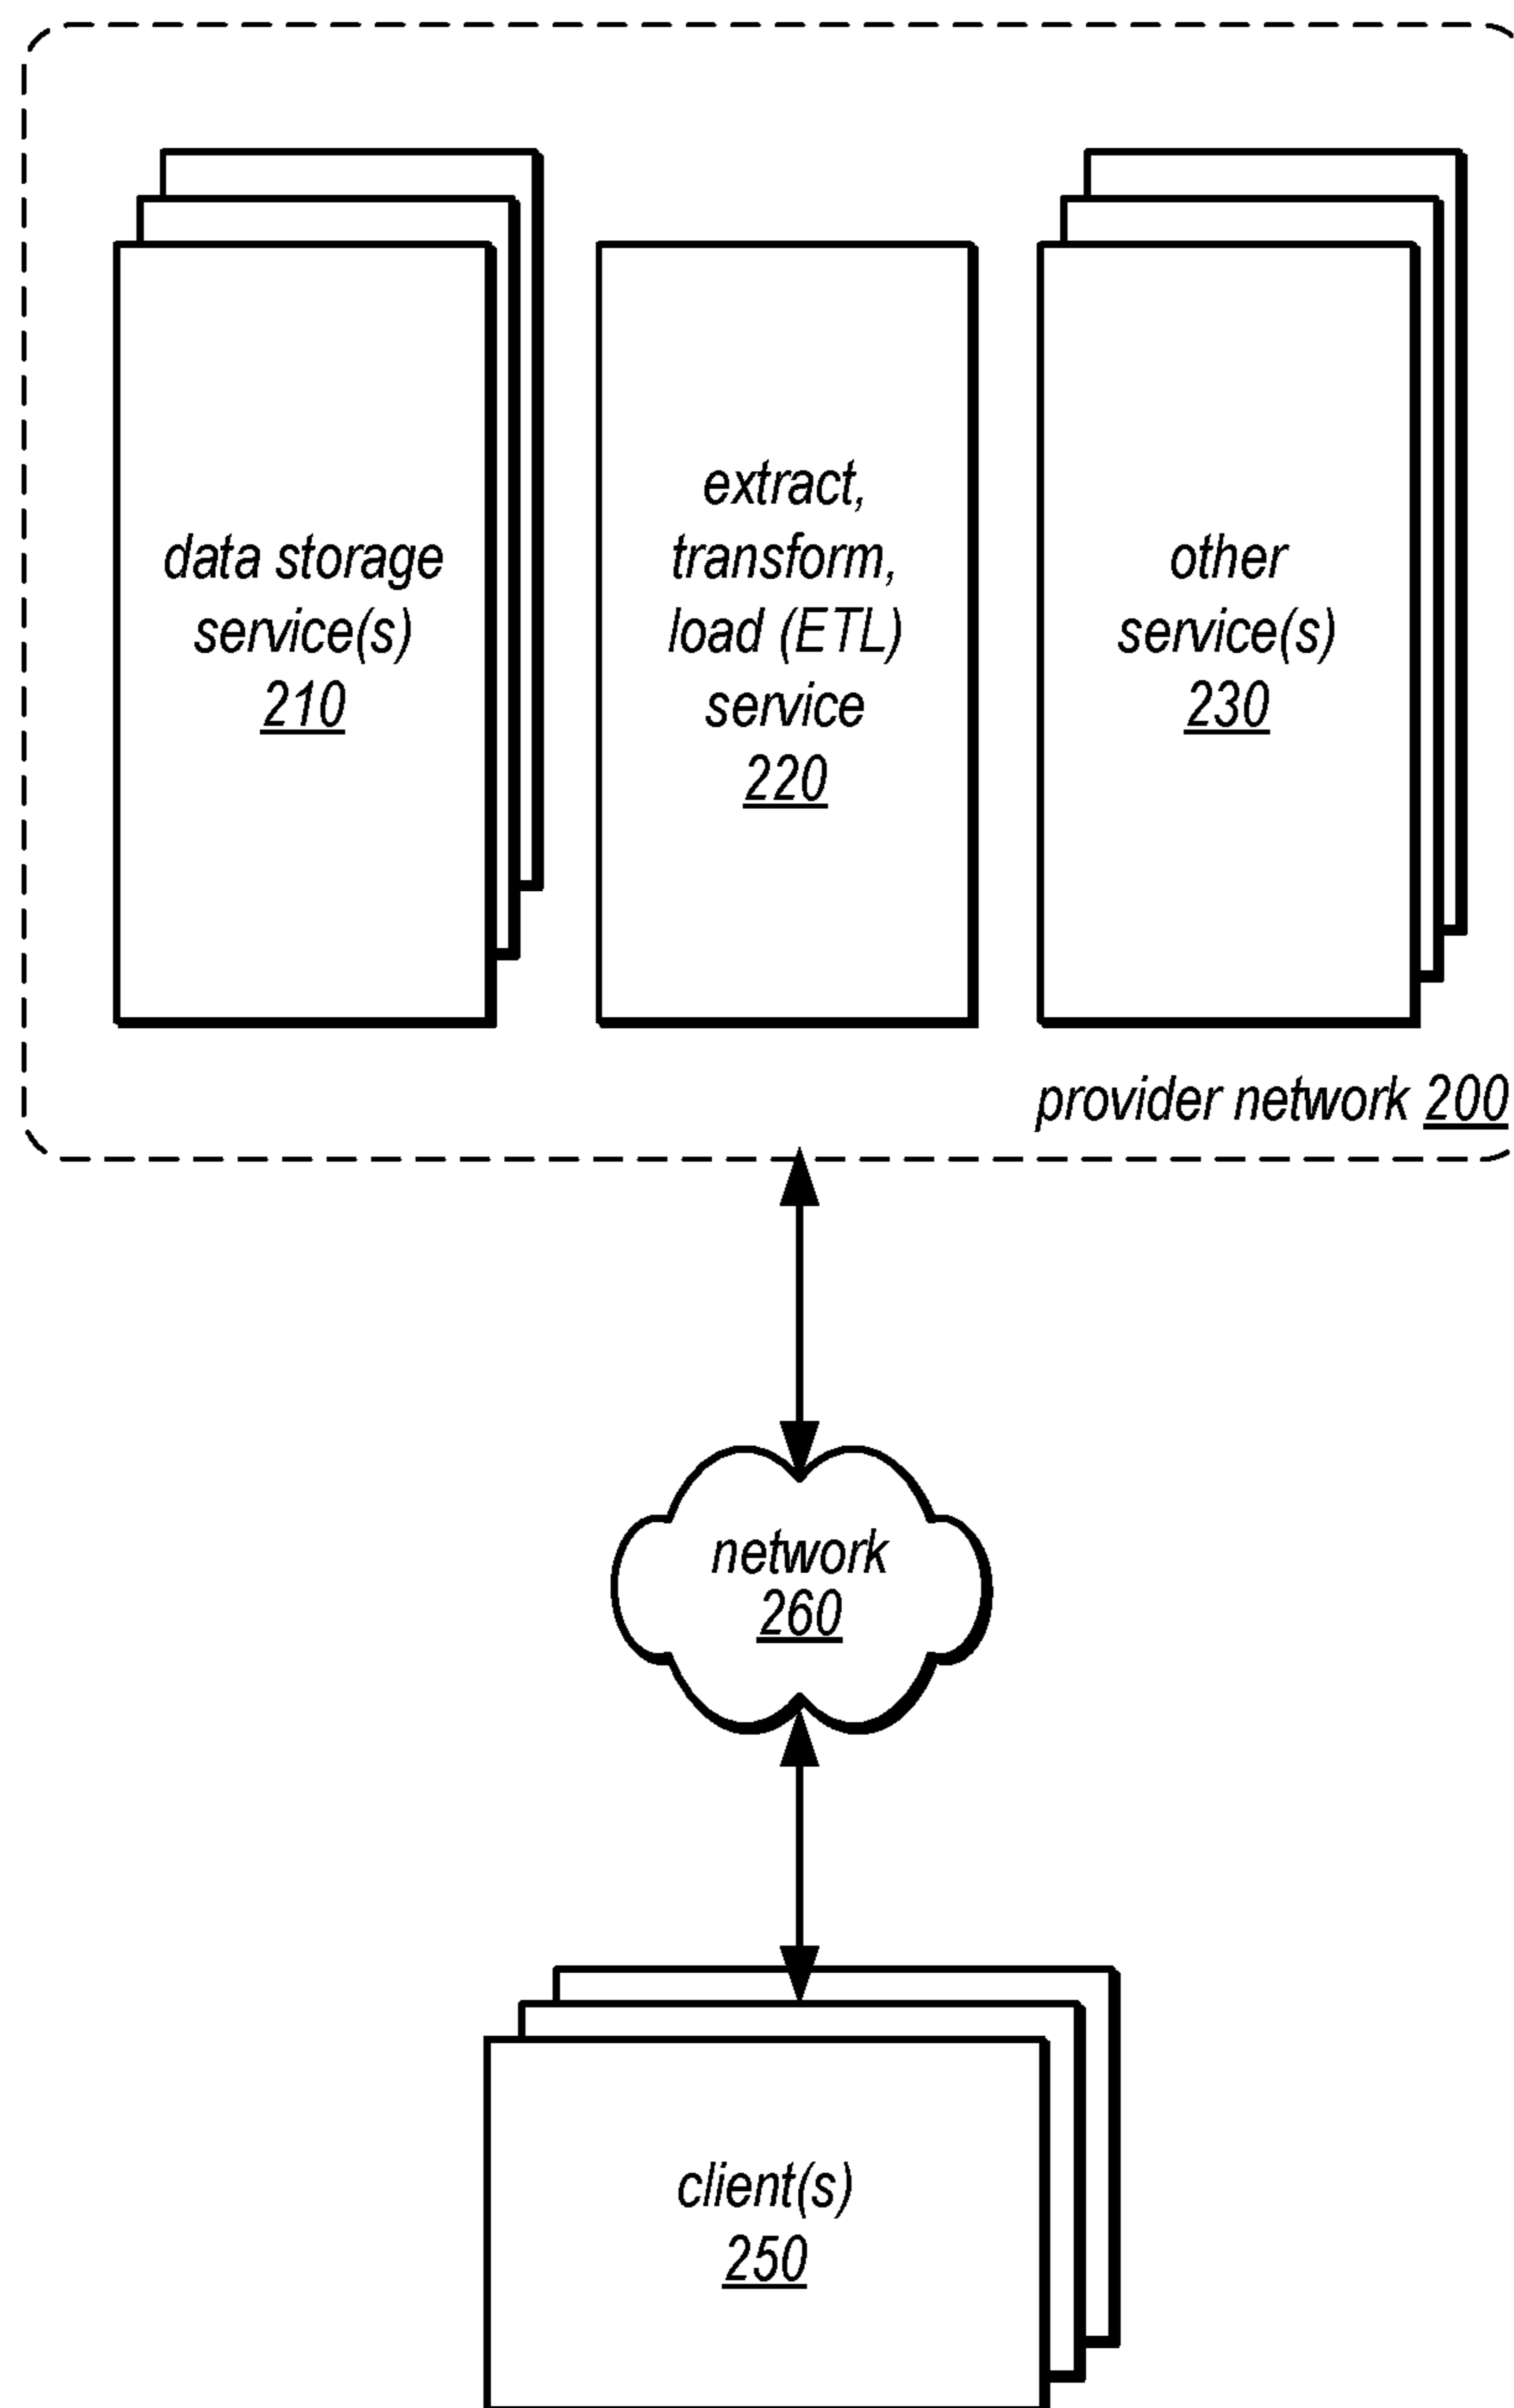 data storage
service(s)
210
extract,
transform,
load (ETL)
service
220
other
service(s)
230
provider network 200
network
260
client(s)
250